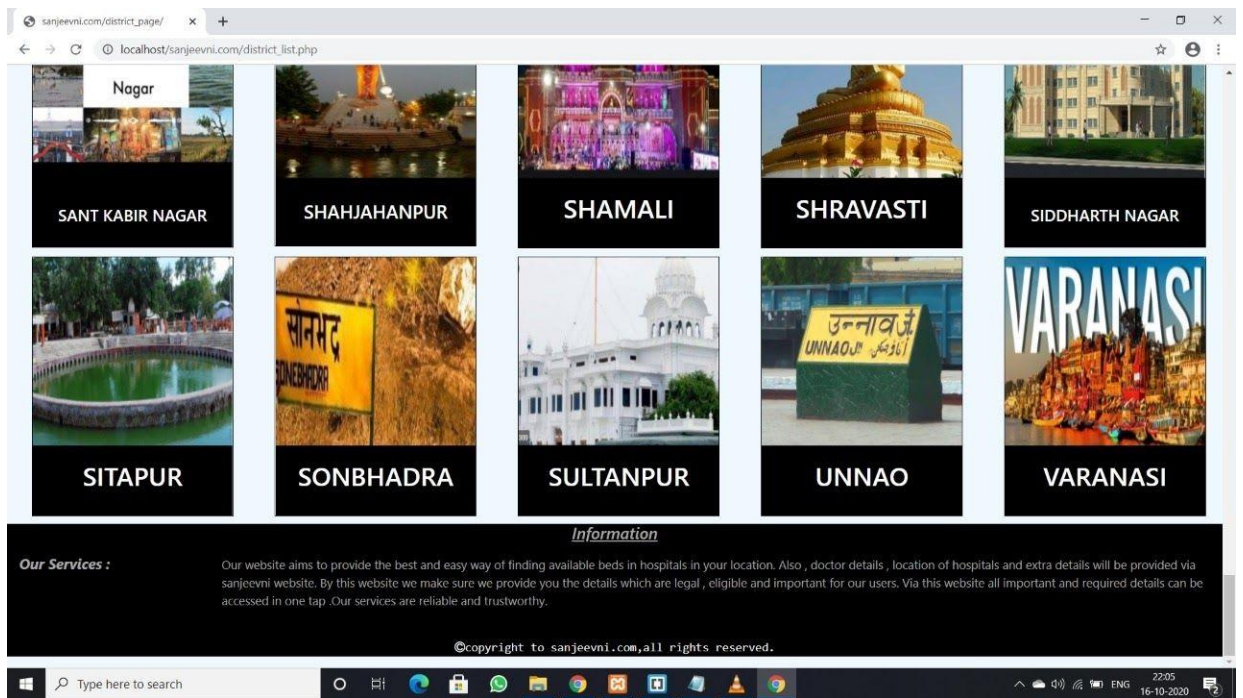 sanjeevni.com/district_page/
localhost/sanjeevni.com/district_list.php
Nagar
SANT KABIR NAGAR
SHAHJAHANPUR
SHAMALI
SHRAVASTI
SIDDHARTH NAGAR
सोनभद्र
SONEBHADRA
उन्नाव जं
UNNAO J
VARANASI
SITAPUR
SONBHADRA
SULTANPUR
UNNAO
VARANASI
Information
Our Services :
Our website aims to provide the best and easy way of finding available beds in hospitals in your location. Also , doctor details , location of hospitals and extra details will be provided via
sanjeevni website. By this website we make sure we provide you the details which are legal , eligible and important for our users. Via this website all important and required details can be
accessed in one tap .Our services are reliable and trustworthy.
©copyright to sanjeevni.com,all rights reserved.
Type here to search
ENG
22:05
16-10-2020